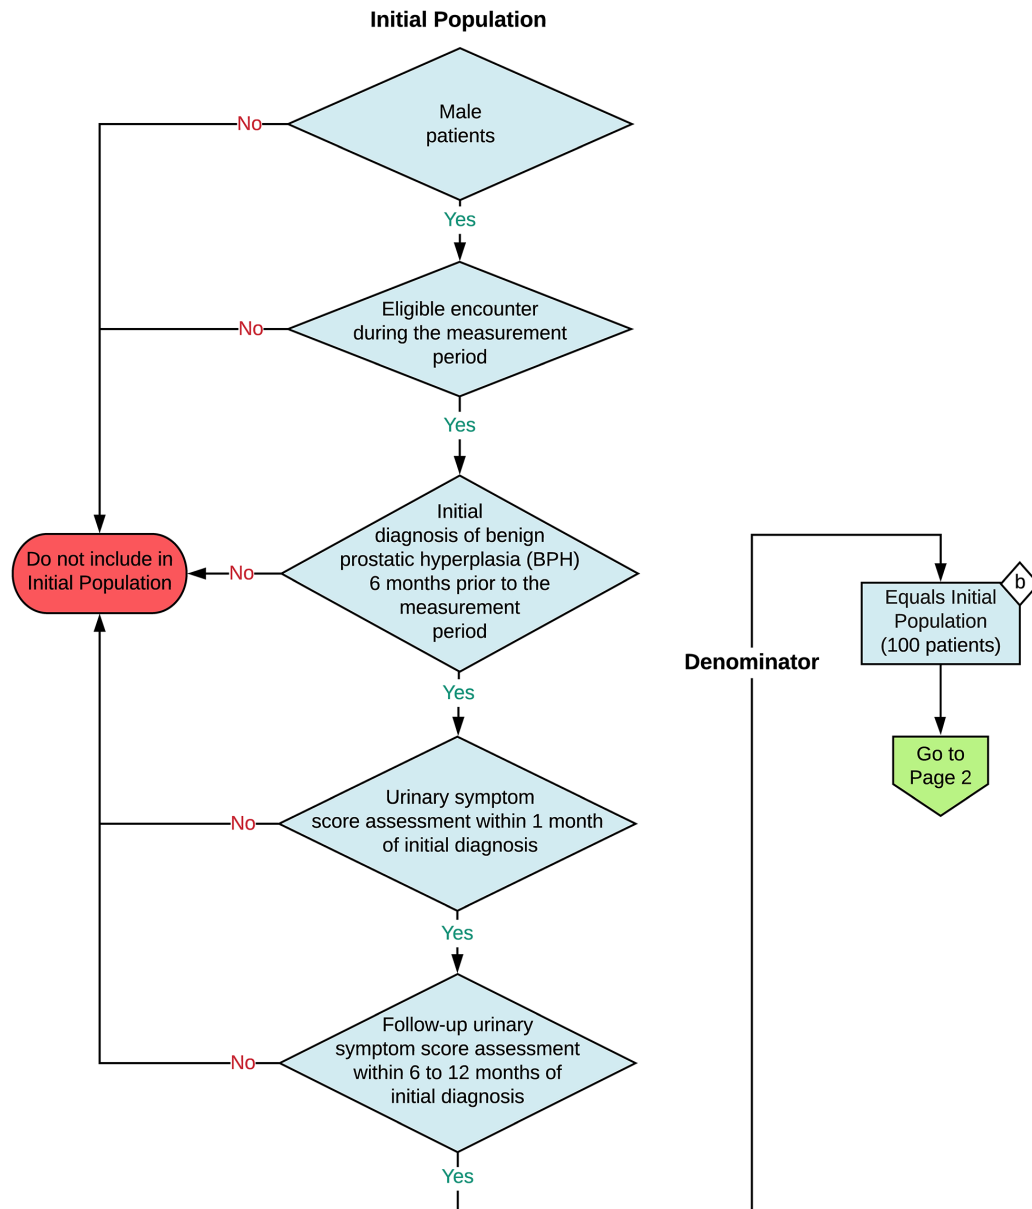 Initial Population
Male
patients
No
Yes
Eligible encounter
during the measurement
period
No
Yes
Initial
diagnosis of benign
prostatic hyperplasia (BPH)
6 months prior to the
measurement
period
No
Do not include in
Initial Population
Yes
Urinary symptom
score assessment within 1 month
of initial diagnosis
No
Yes
Follow-up urinary
symptom score assessment
within 6 to 12 months of
initial diagnosis
No
Yes
Denominator
Equals Initial
Population
(100 patients)
b
Go to
Page 2